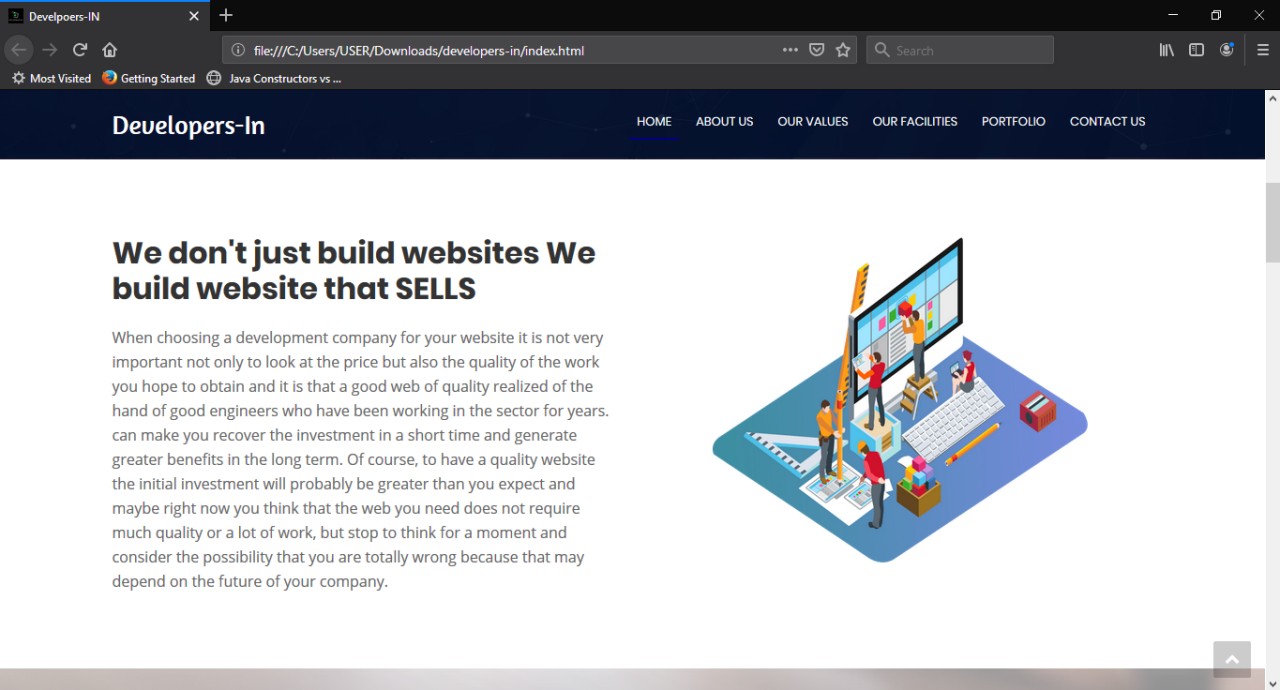 Develpoers-IN
file:///C:/Users/USER/Downloads/developers-in/index.html
Search
Most Visited
Getting Started
Java Constructors vs ...
Developers-In
HOME
ABOUT US
OUR VALUES
OUR FACILITIES
PORTFOLIO
CONTACT US
We don't just build websites We
build website that SELLS
When choosing a development company for your website it is not very
important not only to look at the price but also the quality of the work
you hope to obtain and it is that a good web of quality realized of the
hand of good engineers who have been working in the sector for years.
can make you recover the investment in a short time and generate
greater benefits in the long term. Of course, to have a quality website
the initial investment will probably be greater than you expect and
maybe right now you think that the web you need does not require
much quality or a lot of work, but stop to think for a moment and
consider the possibility that you are totally wrong because that may
depend on the future of your company.